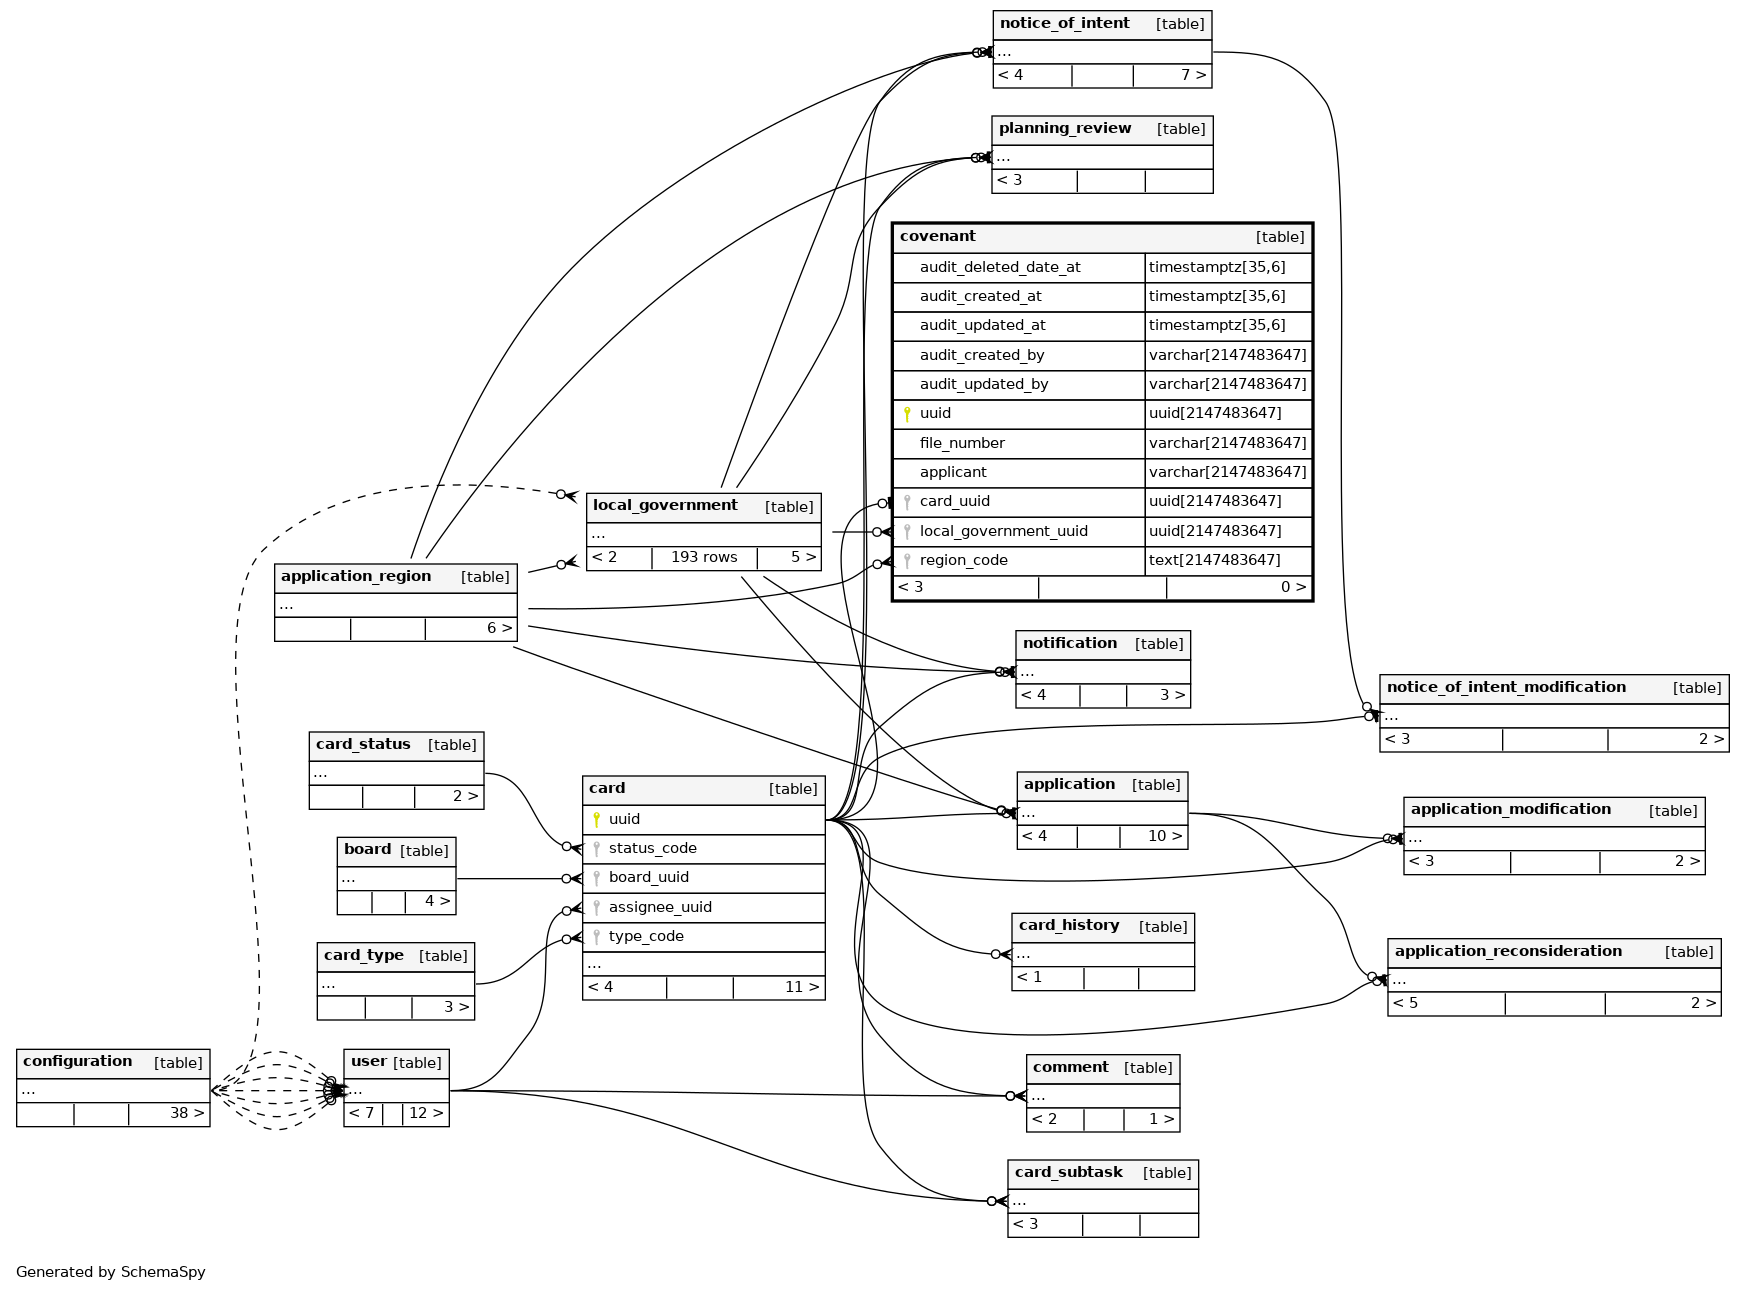 notice_of_intent [table]
...
< 4 7 >
planning_review [table]
...
< 3
covenant [table]
audit_deleted_date_at timestamptz[35,6]
audit_created_at timestamptz[35,6]
audit_updated_at timestamptz[35,6]
audit_created_by varchar[2147483647]
audit_updated_by varchar[2147483647]
uuid uuid[2147483647]
file_number varchar[2147483647]
applicant varchar[2147483647]
card_uuid uuid[2147483647]
local_government_uuid uuid[2147483647]
region_code text[2147483647]
< 3 0 >
local_government [table]
...
< 2 193 rows 5 >
application_region [table]
...
6 >
notification [table]
...
< 4 3 >
notice_of_intent_modification [table]
...
< 3 2 >
card_status [table]
...
2 >
card [table]
uuid
status_code
board_uuid
assignee_uuid
type_code
...
< 4 11 >
application [table]
...
< 4 10 >
application_modification [table]
...
< 3 2 >
board [table]
...
4 >
card_history [table]
...
< 1
application_reconsideration [table]
...
< 5 2 >
card_type [table]
...
3 >
configuration [table]
...
38 >
user [table]
...
< 7 12 >
comment [table]
...
< 2 1 >
card_subtask [table]
...
< 3
Generated by SchemaSpy